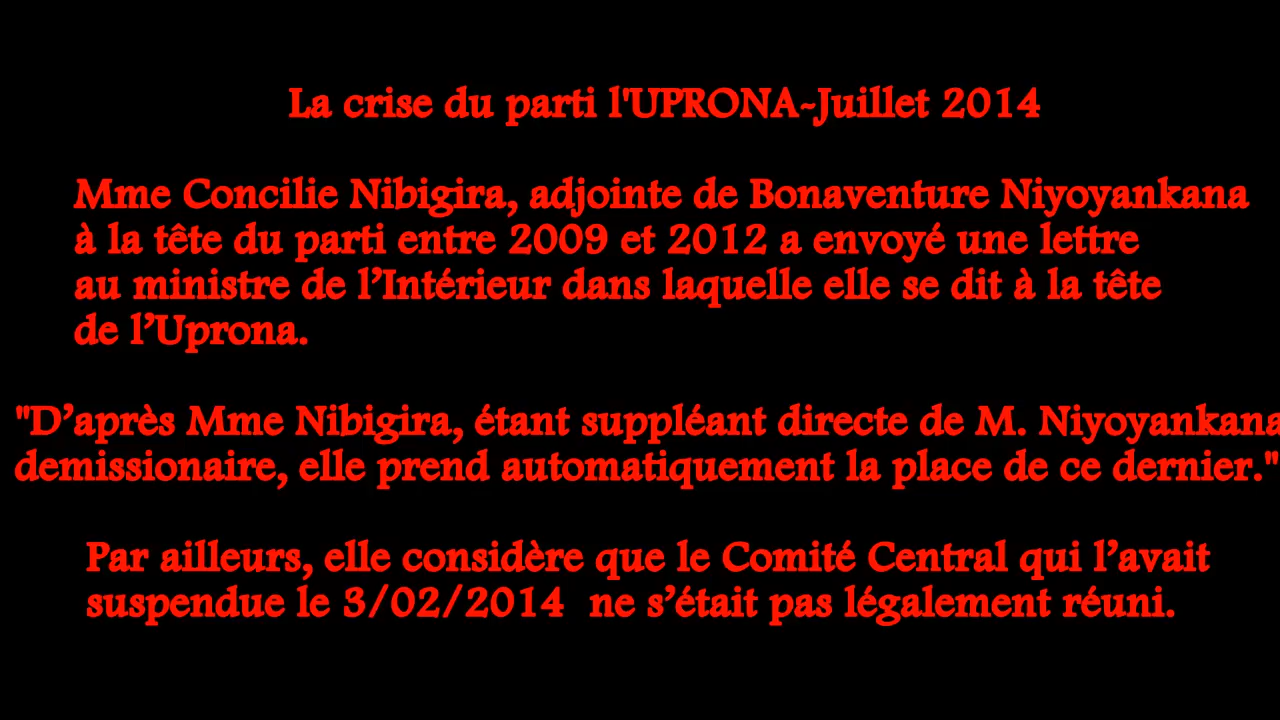 La crise du parti l'UPRONA-Juillet 2014
Mme Concilie Nibigira, adjointe de Bonaventure Niyoyankana
à la tête du parti entre 2009 et 2012 a envoyé une lettre
au ministre de l’Intérieur dans laquelle elle se dit à la tête
de l’Uprona.
"D’après Mme Nibigira, étant suppléant directe de M. Niyoyankana
demissionaire, elle prend automatiquement la place de ce dernier."
Par ailleurs, elle considère que le Comité Central qui l’avait
suspendue le 3/02/2014 ne s’était pas légalement réuni.